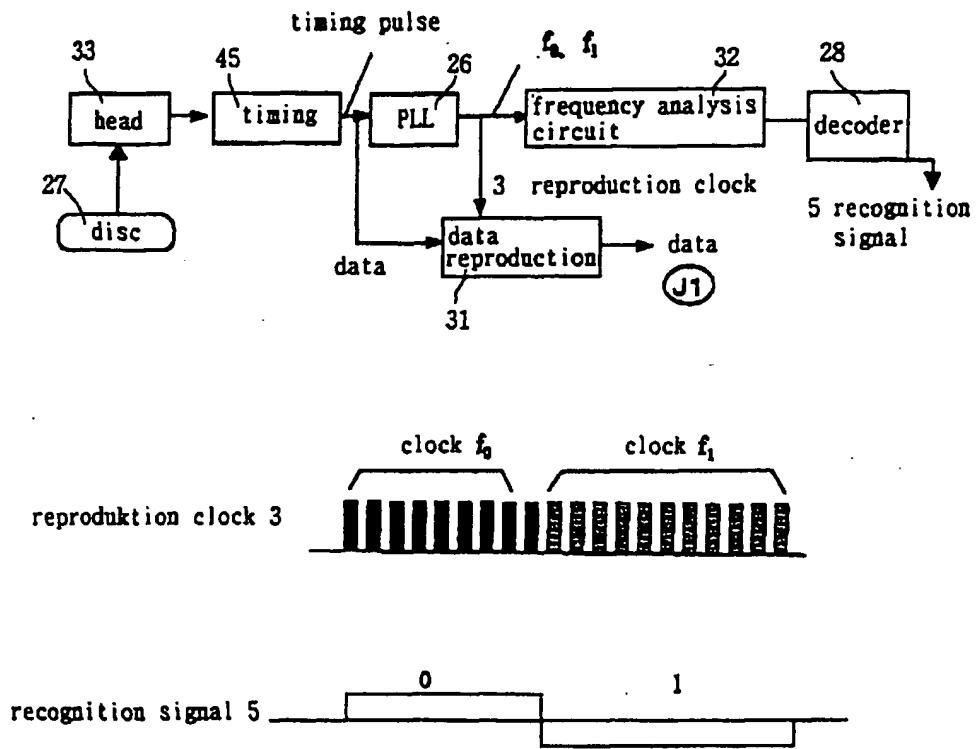 timing pulse
33
45
26
f₀, f₁
32
28
head
timing
PLL
frequency analysis
circuit
decoder
27
disc
3 reproduction clock
5 recognition
signal
data
data
reproduction
data
J1
31
clock f₀
clock f₁
reproduktion clock 3
0
1
recognition signal 5